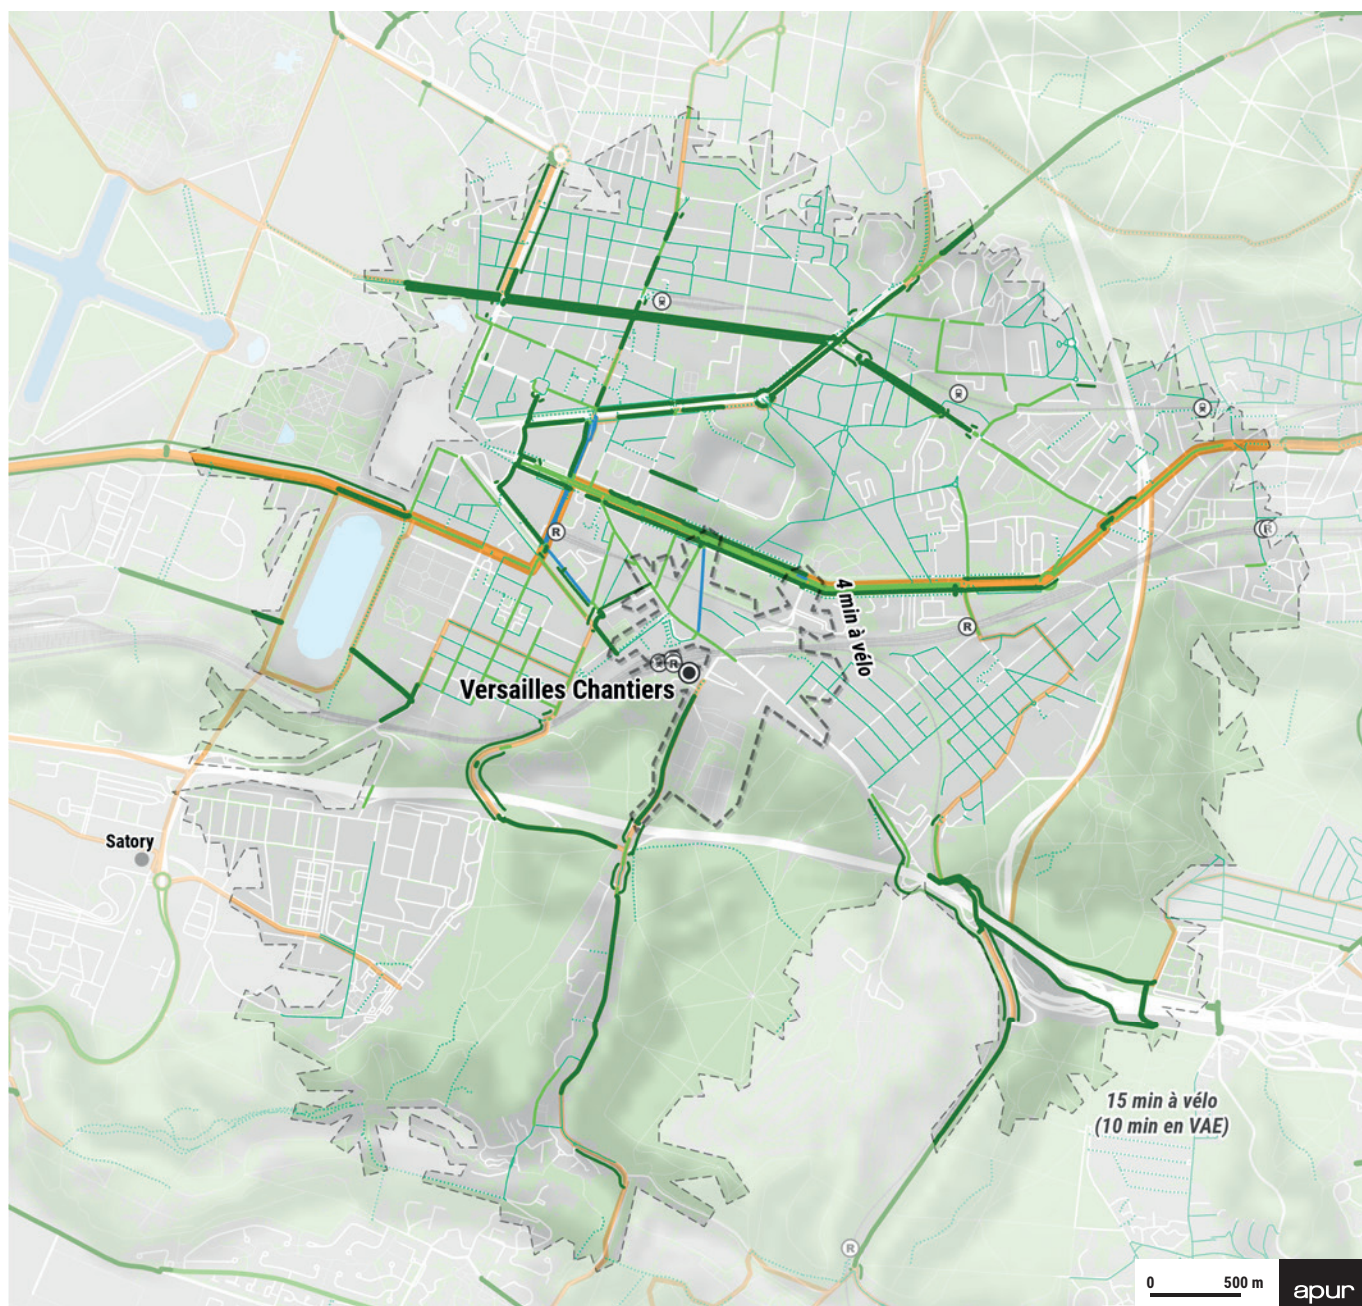 R
4 min à vélo
R
R
R
Versailles Chantiers
Satory
15 min à vélo
(10 min en VAE)
R
0 500 m
apur